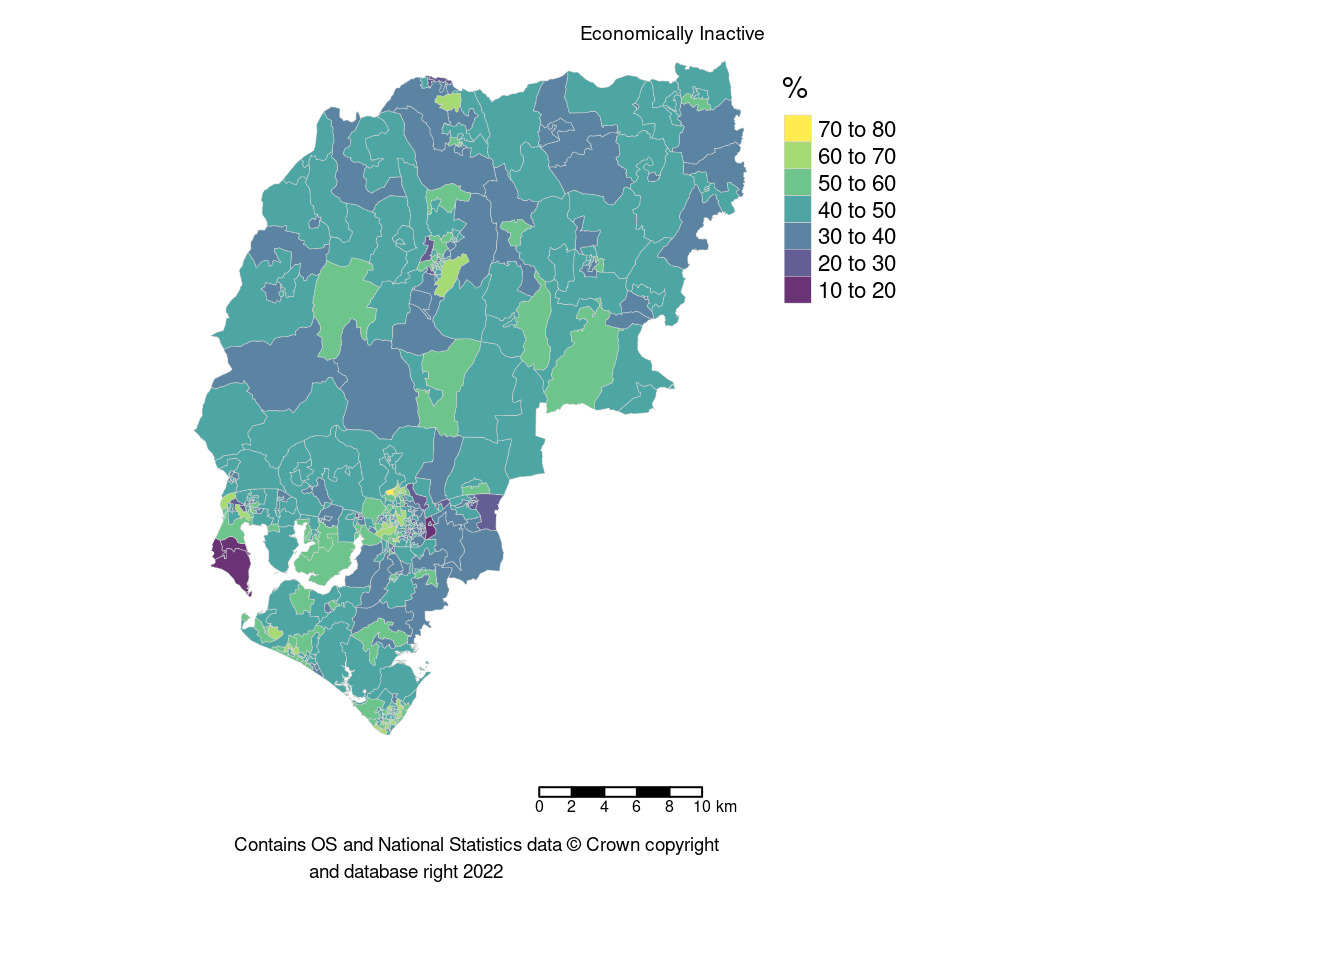 Economically Inactive
%
70 to 80
60 to 70
50 to 60
40 to 50
30 to 40
20 to 30
10 to 20
0 2 4 6 8 10 km
Contains OS and National Statistics data © Crown copyright
and database right 2022